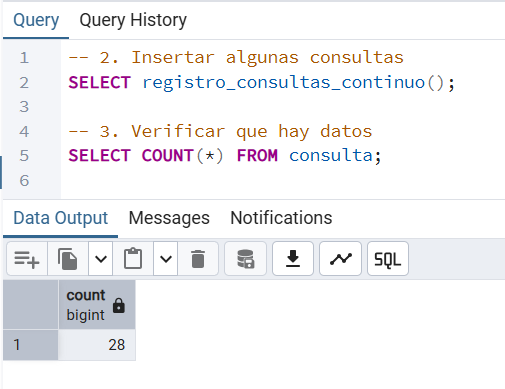 Query Query History
1 -- 2. Insertar algunas consultas
2 SELECT registro_consultas_continuo();
3
4 -- 3. Verificar que hay datos
5 SELECT COUNT(*) FROM consulta;
6
Data Output Messages Notifications
SQL
count
bigint
1 28